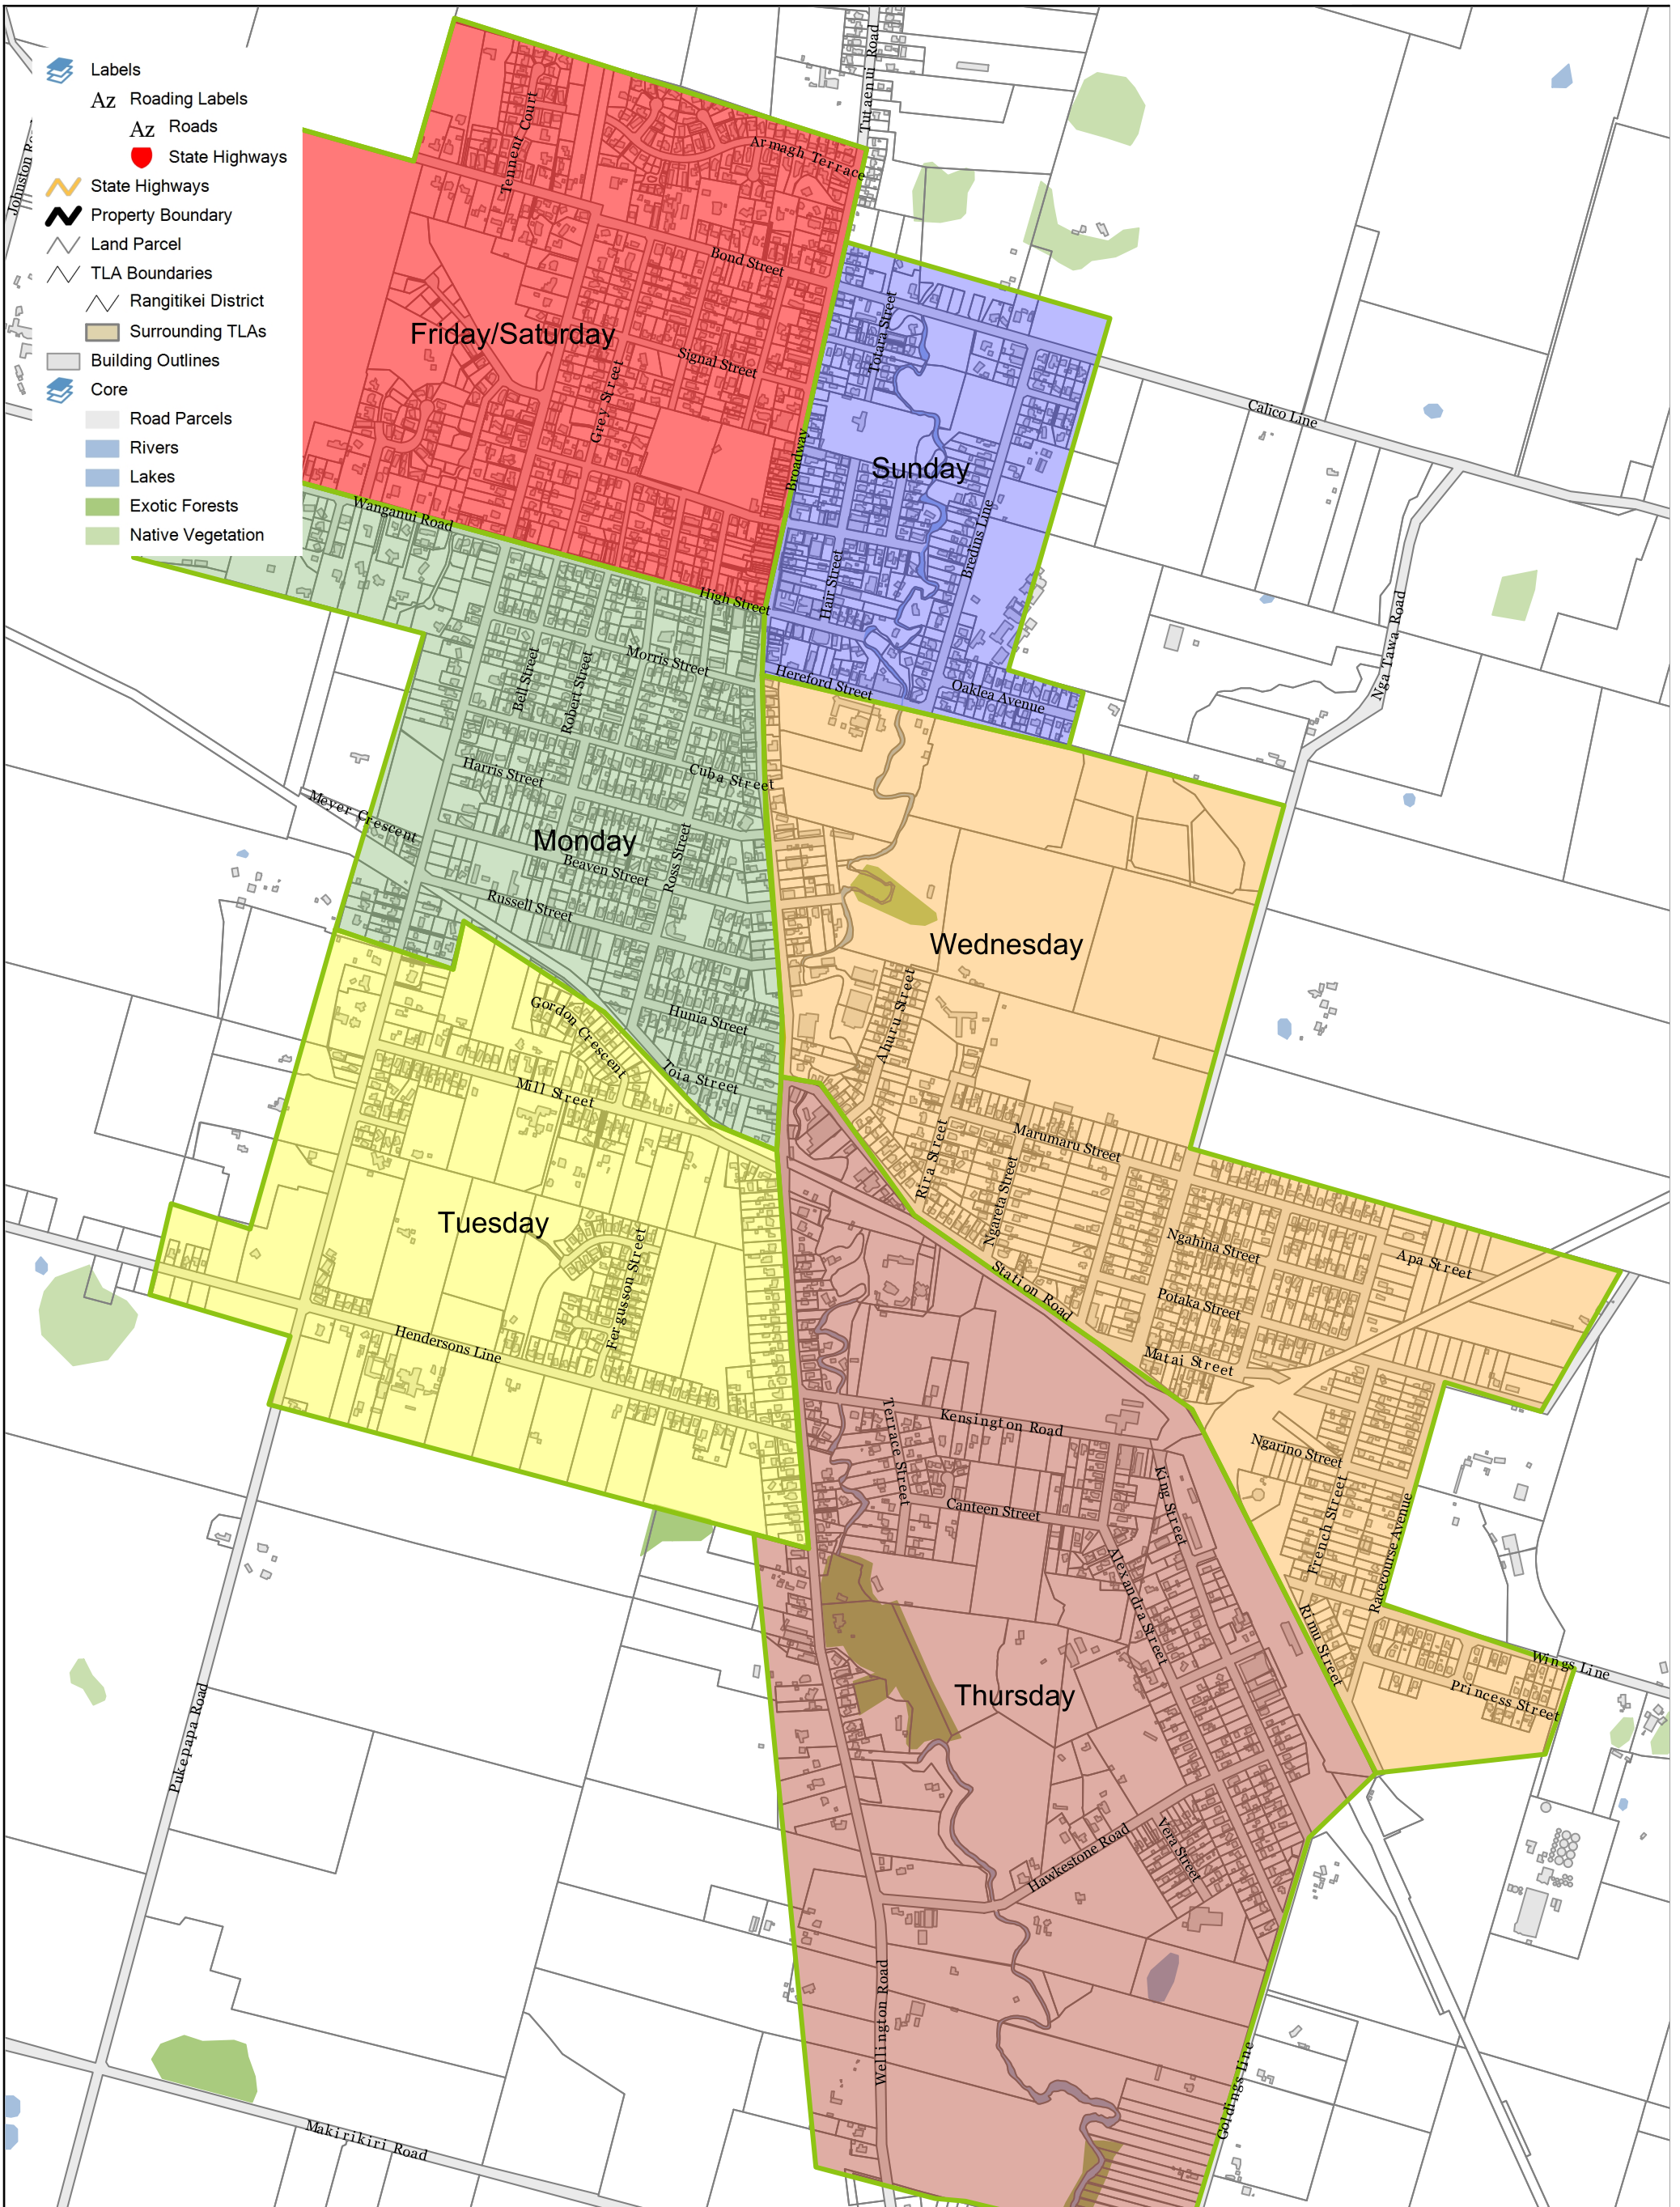 Labels
Az Roading Labels
Az Roads
State Highways
State Highways
Property Boundary
Land Parcel
TLA Boundaries
Rangitikei District
Surrounding TLAs
Building Outlines
Core
Road Parcels
Rivers
Lakes
Exotic Forests
Native Vegetation
Tutaenui Road
Tennent Court
Armagh Terrace
Bond Street
Friday/Saturday
Signal Street
Grey Street
Totara Street
Calico Line
Broadway
Sunday
Wanganui Road
Bredins Line
Hair Street
High Street
Nga Tawa Road
Morris Street
Bell Street
Robert Street
Hereford Street
Oaklea Avenue
Harris Street
Cuba Street
Meyer Crescent
Monday
Beaven Street
Ross Street
Russell Street
Wednesday
Ahuru Street
Gordon Crescent
Hunia Street
Toia Street
Mill Street
Marumaru Street
Rira Street
Ngareta Street
Tuesday
Ngahina Street
Apa Street
Station Road
Potaka Street
Fergusson Street
Hendersons Line
Matai Street
Terrace Street
Kensington Road
Ngarino Street
King Street
Canteen Street
French Street
Racecourse Avenue
Alexandra Street
Rimu Street
Wings Line
Princess Street
Thursday
Pukepapa Road
Hawkestone Road
Vera Street
Wellington Road
Goldings Line
Makirikiri Road